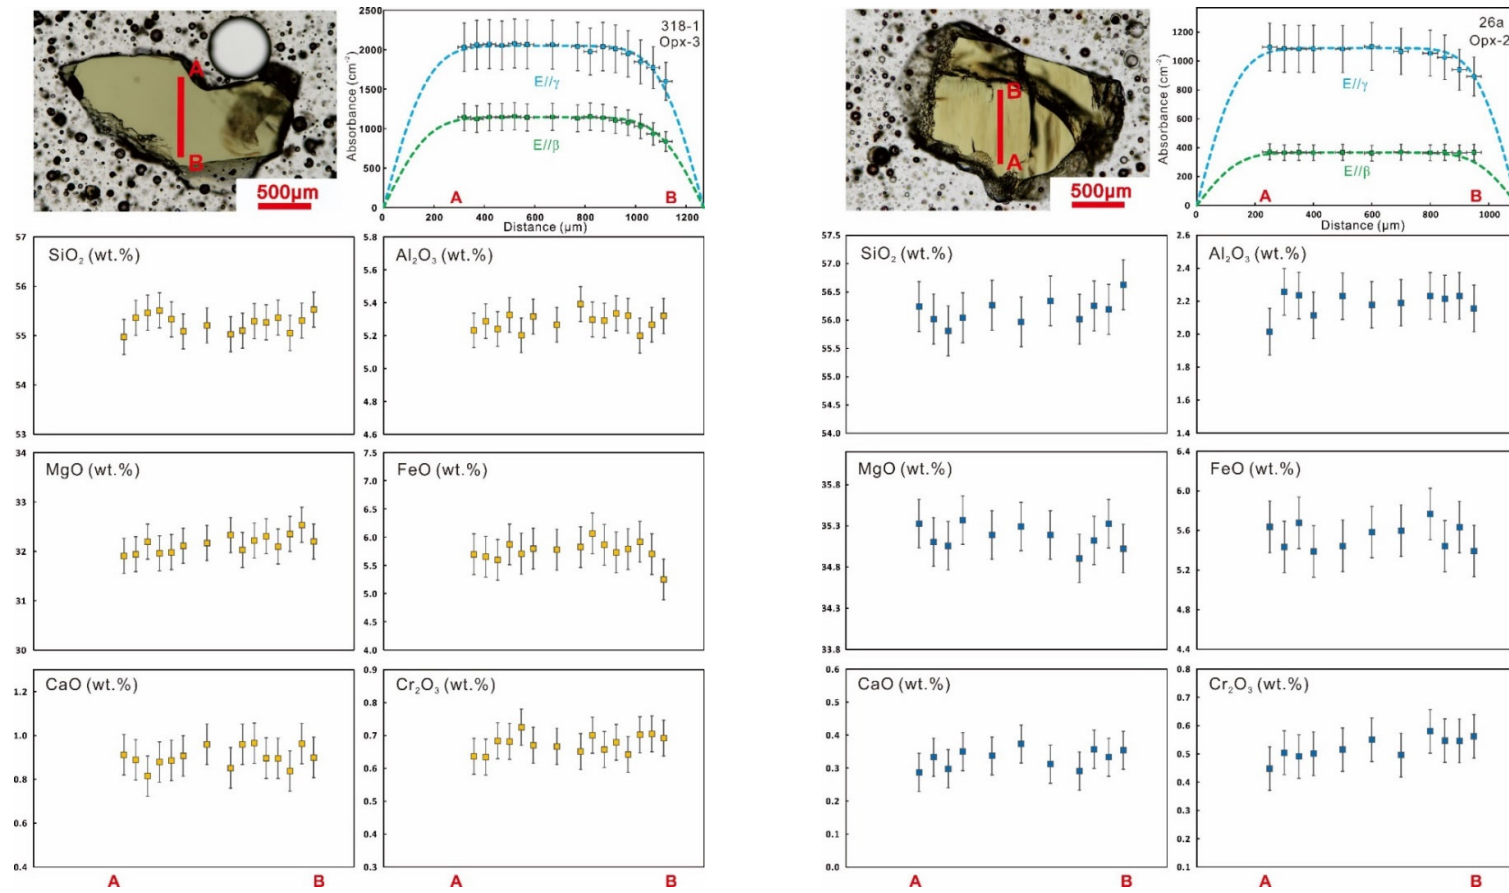 A
B
500μm
318-1
Opx-3
Absorbance (cm⁻²)
2500
2000
1500
1000
500
0
E//γ
E//β
A
B
0 200 400 600 800 1000 1200
Distance (μm)
B
A
500μm
26a
Opx-2
Absorbance (cm⁻²)
1200
1000
800
600
400
200
0
E//γ
E//β
A
B
0 200 400 600 800 1000
Distance (μm)
SiO₂ (wt.%)
57
56
55
54
53
Al₂O₃ (wt.%)
5.8
5.6
5.4
5.2
5.0
4.8
4.6
SiO₂ (wt.%)
57.5
57.0
56.5
56.0
55.5
55.0
54.5
54.0
Al₂O₃ (wt.%)
2.6
2.4
2.2
2.0
1.8
1.6
1.4
MgO (wt.%)
34
33
32
31
30
FeO (wt.%)
7.5
7.0
6.5
6.0
5.5
5.0
4.5
4.0
MgO (wt.%)
35.8
35.3
34.8
34.3
33.8
FeO (wt.%)
6.4
6.0
5.6
5.2
4.8
4.4
CaO (wt.%)
1.2
1.0
0.8
0.6
0.4
Cr₂O₃ (wt.%)
0.9
0.8
0.7
0.6
0.5
0.4
0.3
CaO (wt.%)
0.6
0.5
0.4
0.3
0.2
0.1
0.0
Cr₂O₃ (wt.%)
0.8
0.7
0.6
0.5
0.4
0.3
0.2
0.1
A B A B A B A B